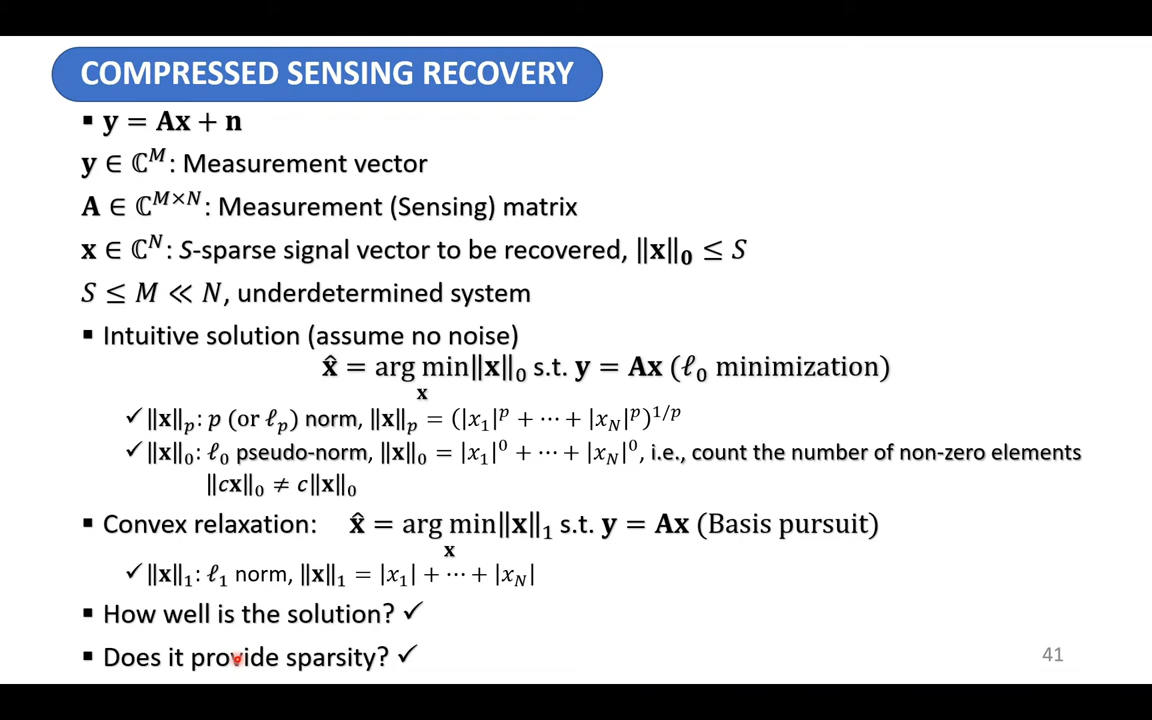 COMPRESSED SENSING RECOVERY
▪ 𝐲 = 𝐀𝐱 + 𝐧
𝐲 ∈ ℂ^M: Measurement vector
𝐀 ∈ ℂ^{M×N}: Measurement (Sensing) matrix
𝐱 ∈ ℂ^N: S-sparse signal vector to be recovered, ‖𝐱‖₀ ≤ S
S ≤ M ≪ N, underdetermined system
▪ Intuitive solution (assume no noise)
𝐱̂ = arg min‖𝐱‖₀ s.t. 𝐲 = 𝐀𝐱 (ℓ₀ minimization)
𝐱
✓ ‖𝐱‖ₚ: p (or ℓₚ) norm, ‖𝐱‖ₚ = (|x₁|^p + ⋯ + |x_N|^p)^{1/p}
✓ ‖𝐱‖₀: ℓ₀ pseudo-norm, ‖𝐱‖₀ = |x₁|⁰ + ⋯ + |x_N|⁰, i.e., count the number of non-zero elements
‖c𝐱‖₀ ≠ c‖𝐱‖₀
▪ Convex relaxation: 𝐱̂ = arg min‖𝐱‖₁ s.t. 𝐲 = 𝐀𝐱 (Basis pursuit)
𝐱
✓ ‖𝐱‖₁: ℓ₁ norm, ‖𝐱‖₁ = |x₁| + ⋯ + |x_N|
▪ How well is the solution? ✓
▪ Does it provide sparsity? ✓
41